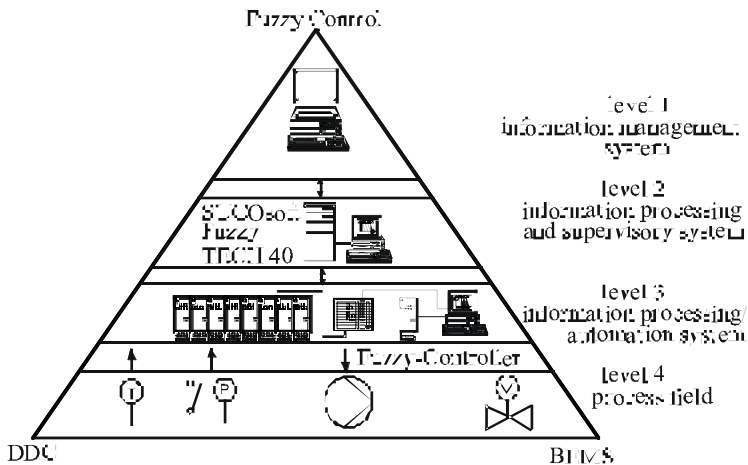 Fuzzy Control
level 1
information management
system
level 2
information processing
and supervisory system
Fuzzy
level 3
information processing/
automation system
Fuzzy-Controller
level 4
process field
P
DDC
BEMS